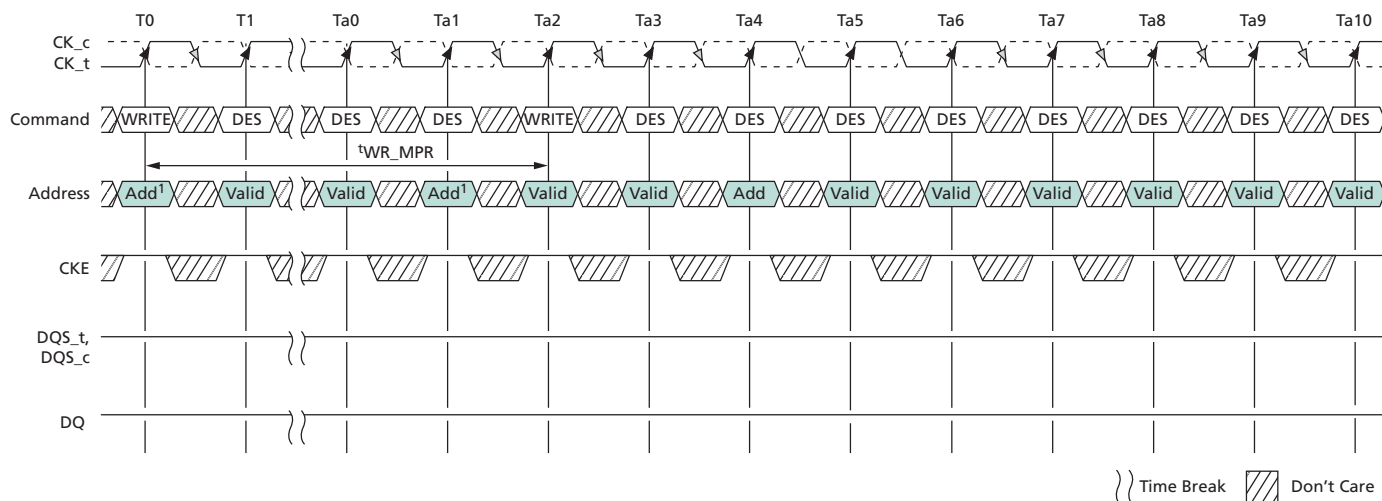 T0 T1 Ta0 Ta1 Ta2 Ta3 Ta4 Ta5 Ta6 Ta7 Ta8 Ta9 Ta10
CK_c
CK_t
Command WRITE DES DES DES WRITE DES DES DES DES DES DES DES DES
tWR_MPR
Address Add1 Valid Valid Add1 Valid Valid Add Valid Valid Valid Valid Valid Valid
CKE
DQS_t,
DQS_c
DQ
Time Break Don't Care